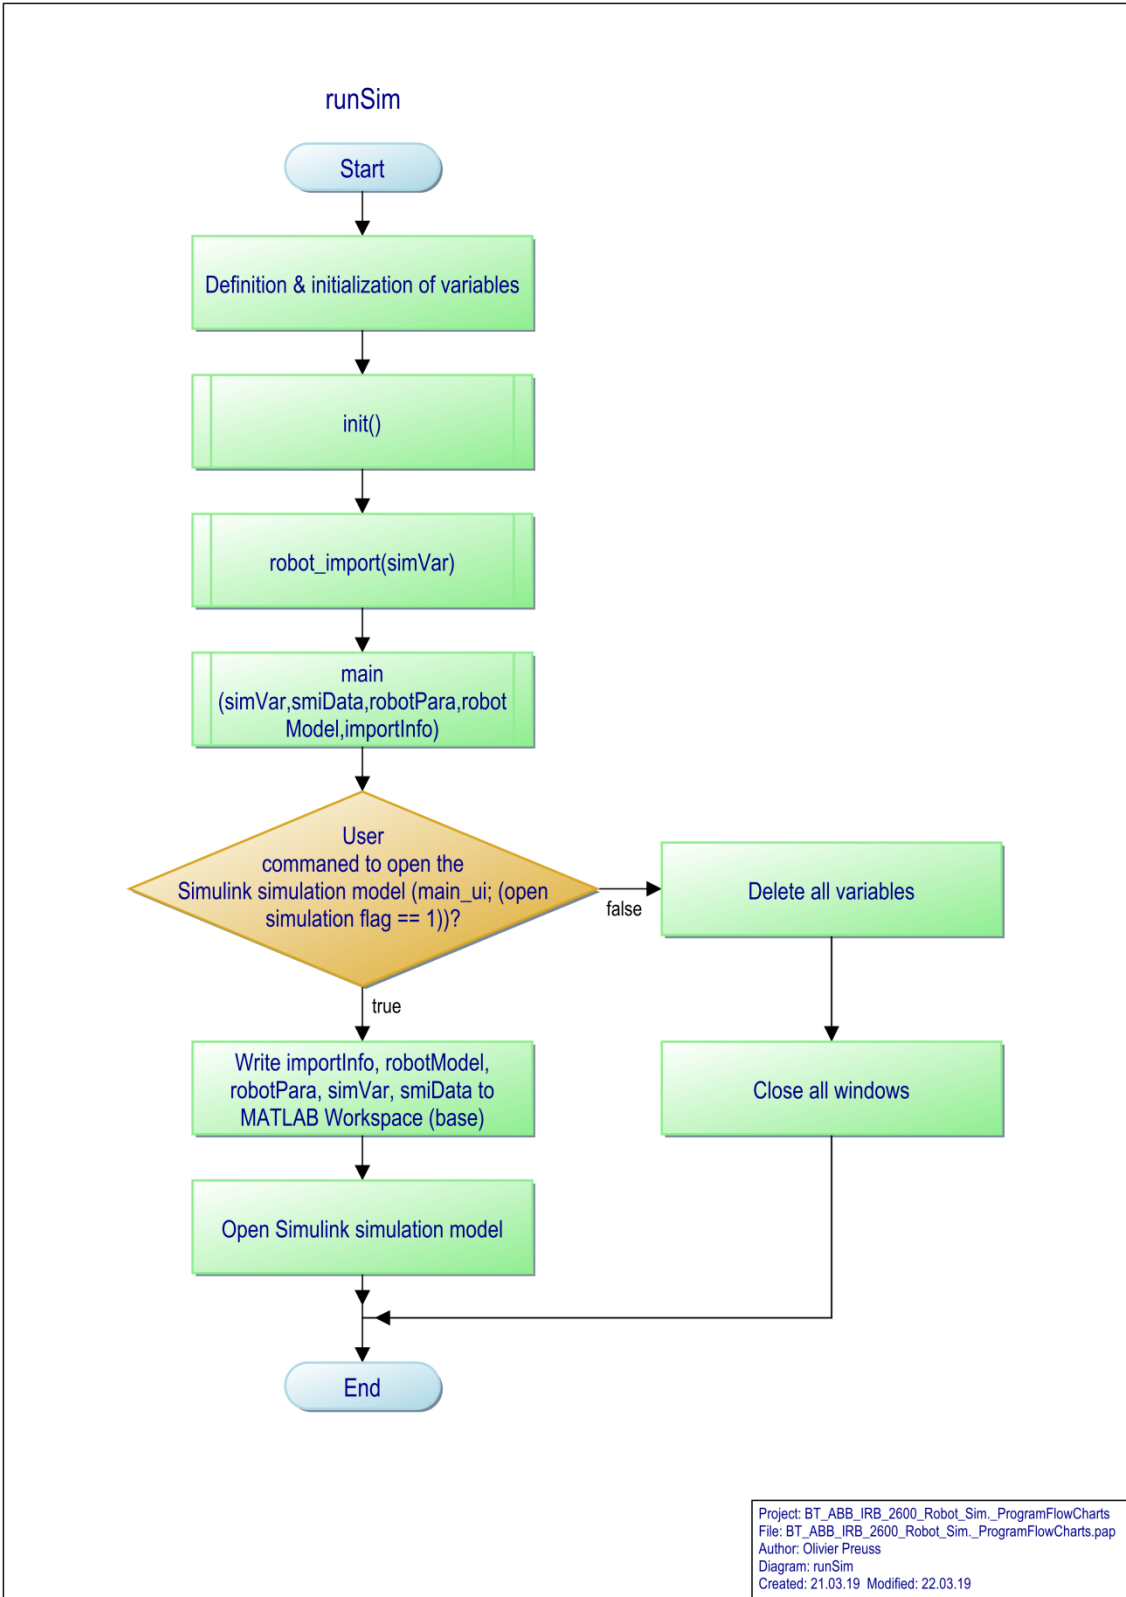 runSim
Start
Definition & initialization of variables
init()
robot_import(simVar)
main
(simVar,smiData,robotPara,robot
Model,importInfo)
User
commaned to open the
Simulink simulation model (main_ui; (open
simulation flag == 1))?
false
Delete all variables
true
Write importInfo, robotModel,
robotPara, simVar, smiData to
MATLAB Workspace (base)
Close all windows
Open Simulink simulation model
End
Project: BT_ABB_IRB_2600_Robot_Sim._ProgramFlowCharts
File: BT_ABB_IRB_2600_Robot_Sim._ProgramFlowCharts.pap
Author: Olivier Preuss
Diagram: runSim
Created: 21.03.19 Modified: 22.03.19